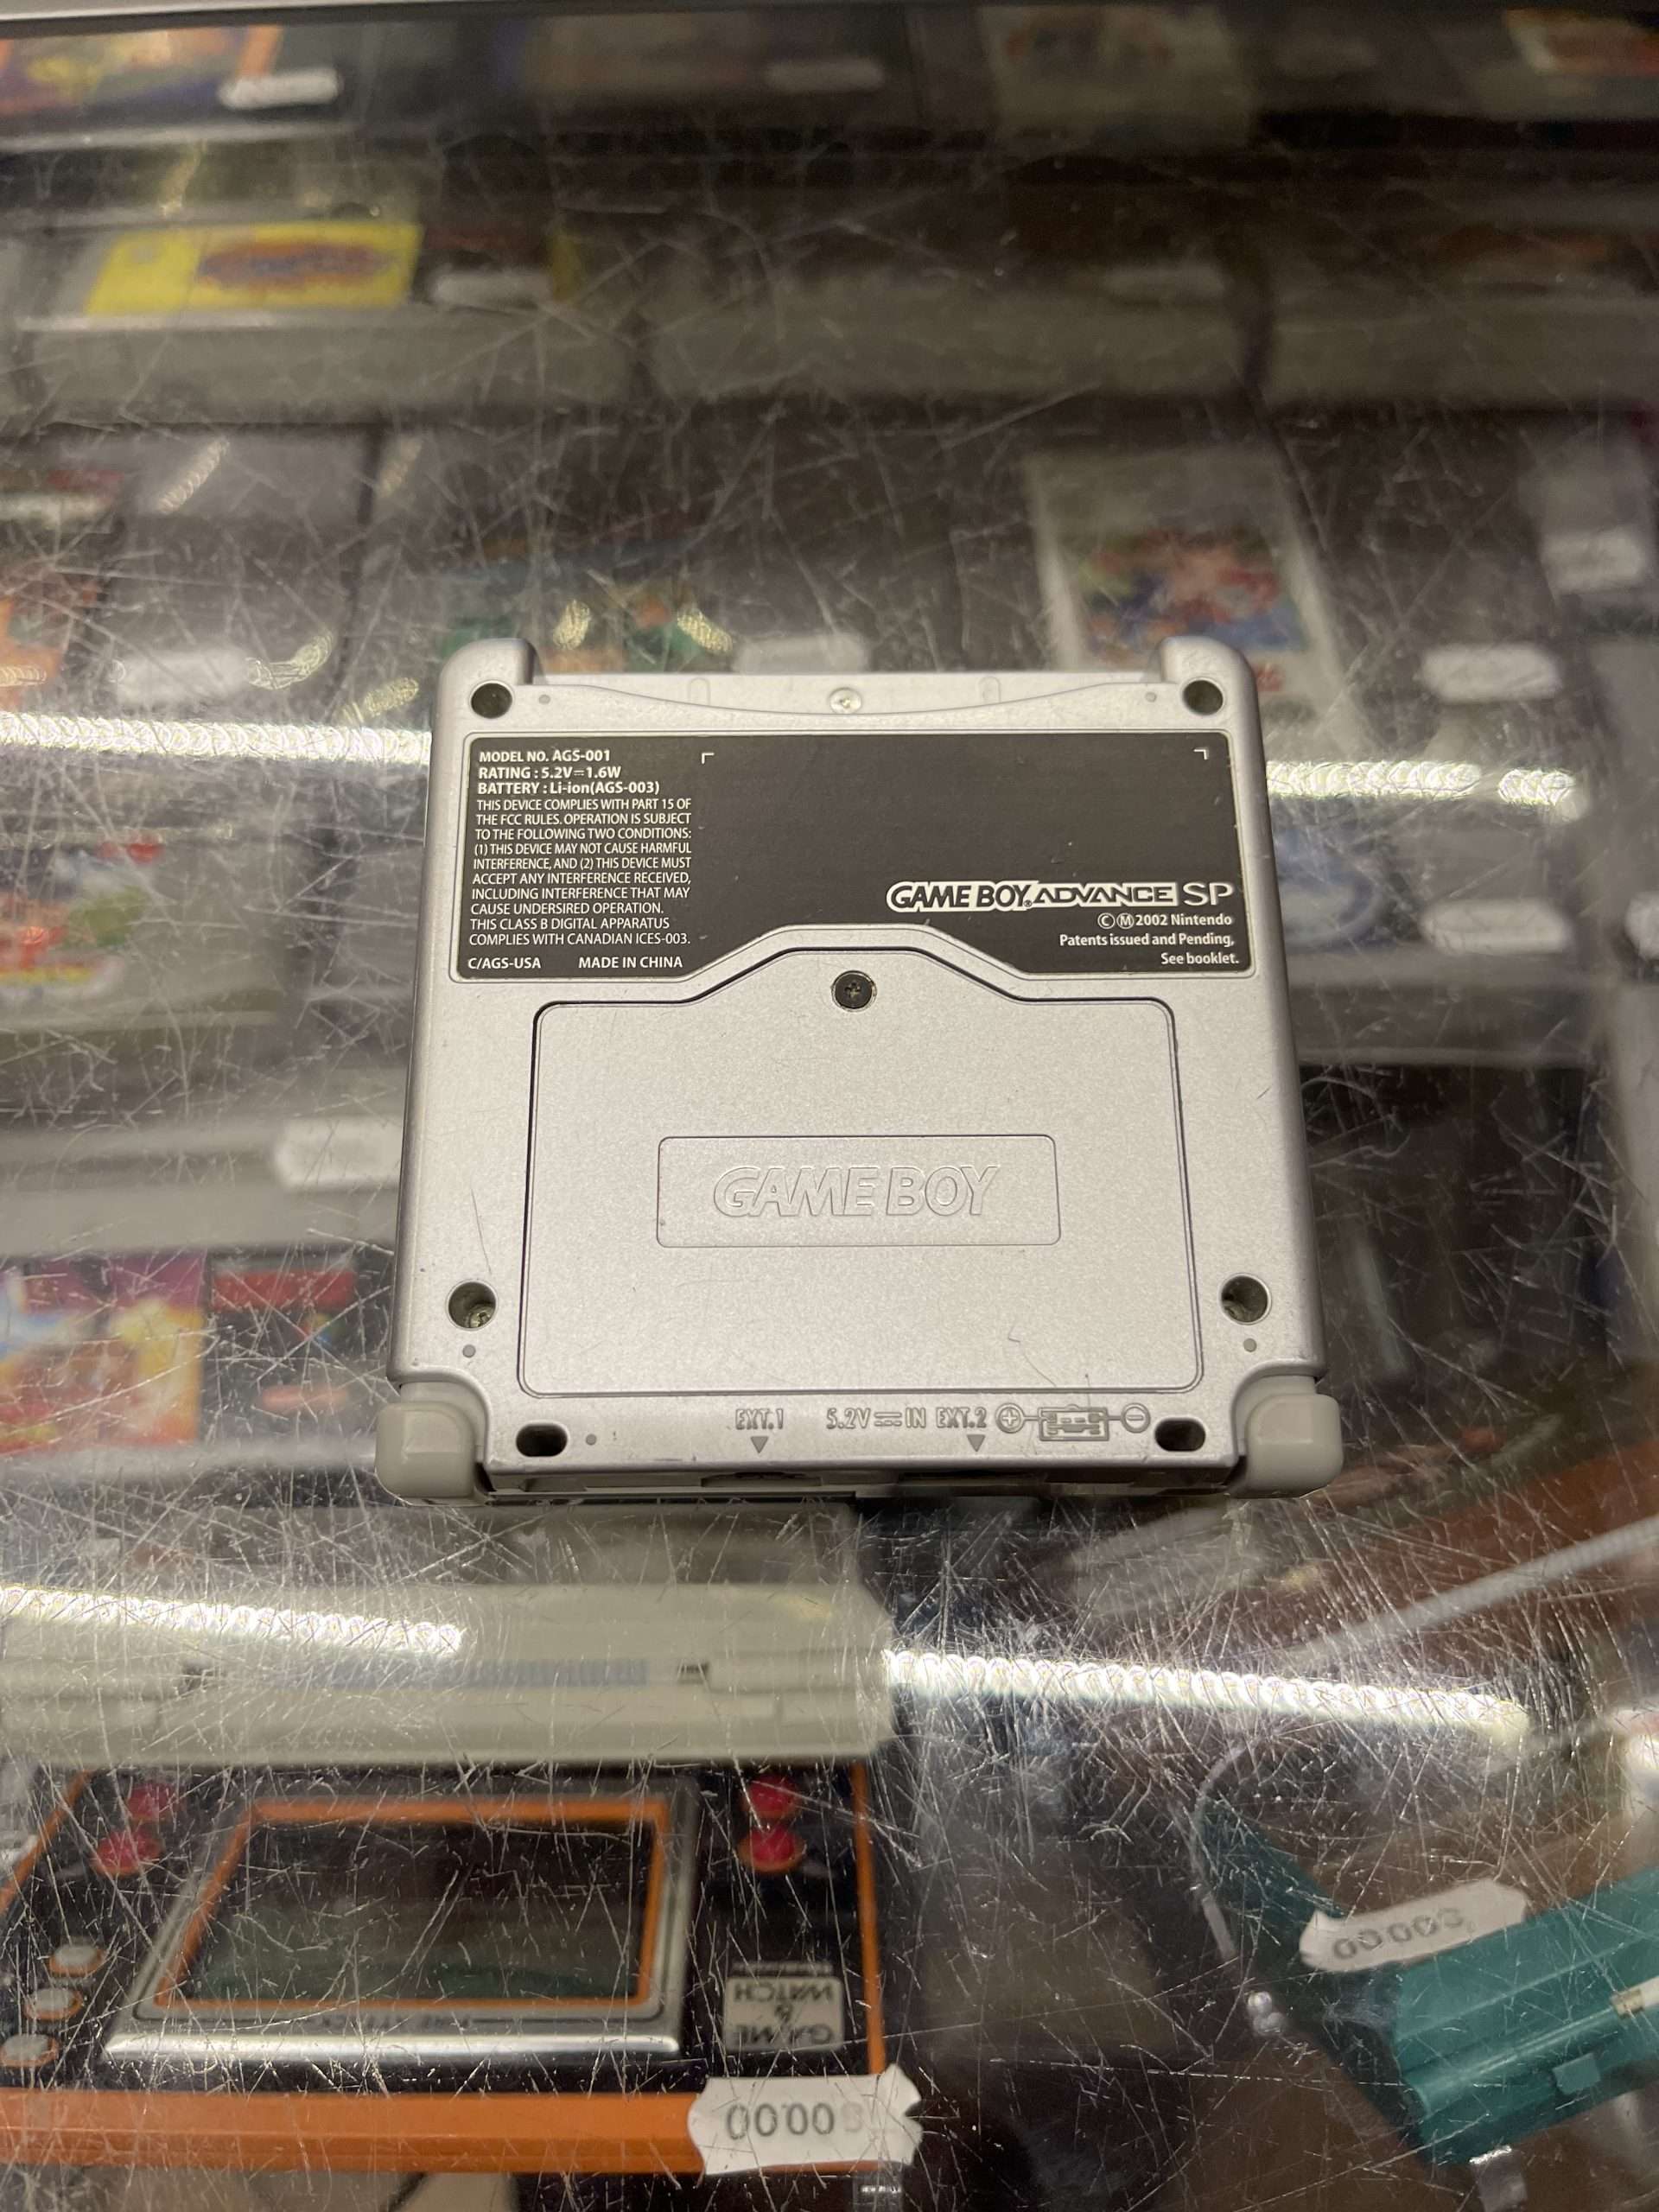 MODEL NO. AGS-001
RATING : 5.2V⎓1.6W
BATTERY : Li-ion(AGS-003)
THIS DEVICE COMPLIES WITH PART 15 OF
THE FCC RULES. OPERATION IS SUBJECT
TO THE FOLLOWING TWO CONDITIONS:
(1) THIS DEVICE MAY NOT CAUSE HARMFUL
INTERFERENCE, AND (2) THIS DEVICE MUST
ACCEPT ANY INTERFERENCE RECEIVED,
INCLUDING INTERFERENCE THAT MAY
CAUSE UNDERSIRED OPERATION.
THIS CLASS B DIGITAL APPARATUS
COMPLIES WITH CANADIAN ICES-003.
C/AGS-USA MADE IN CHINA
GAME BOY ADVANCE SP
©Ⓜ2002 Nintendo
Patents issued and Pending,
See booklet.
GAME BOY
EXT.1 5.2V⎓IN EXT.2
GAME
&
WATCH